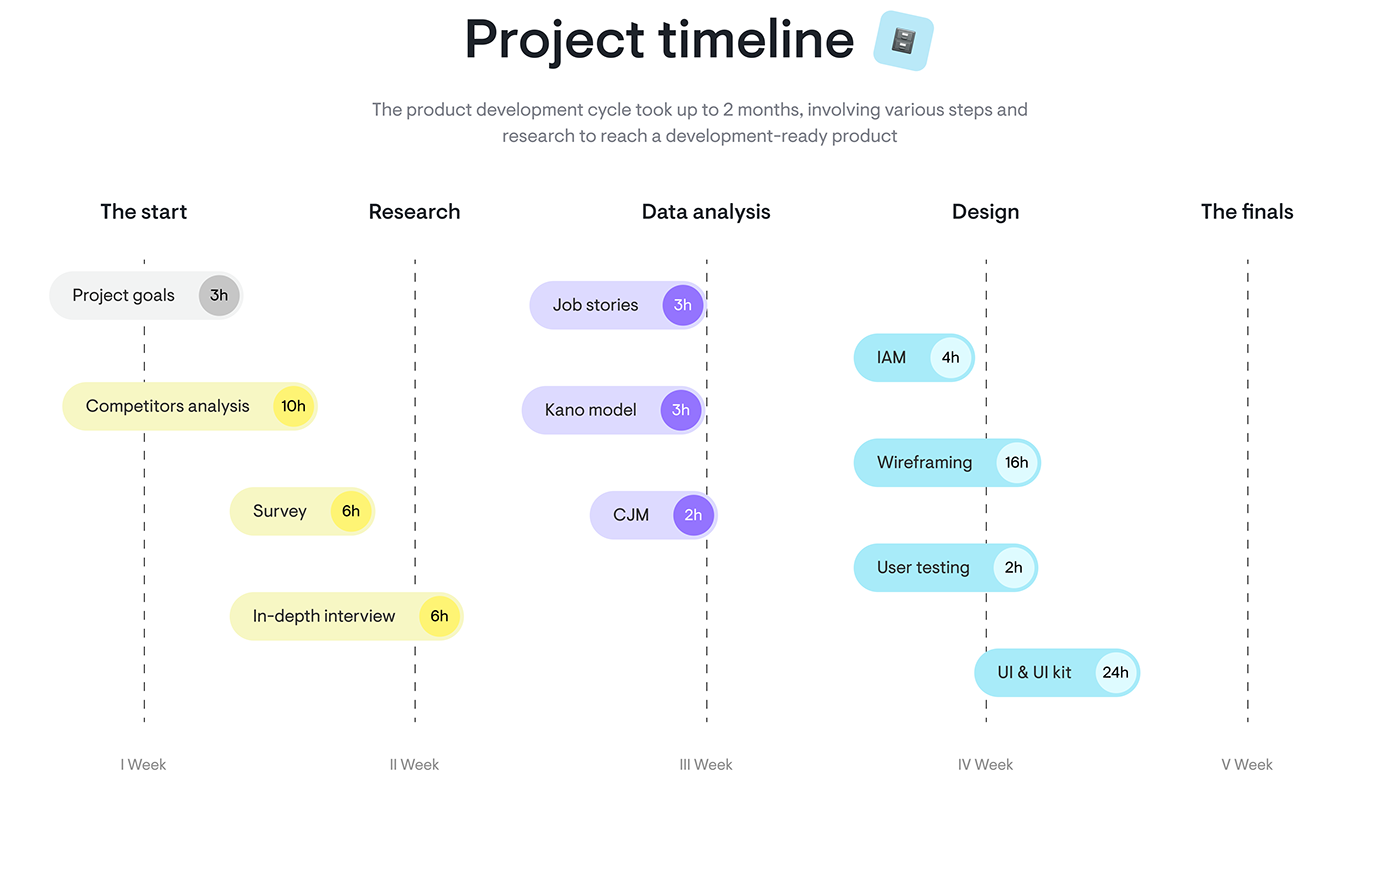 Project timeline
The product development cycle took up to 2 months, involving various steps and
research to reach a development-ready product
The start
Research
Data analysis
Design
The finals
Project goals 3h
Job stories 3h
IAM 4h
Competitors analysis 10h
Kano model 3h
Wireframing 16h
Survey 6h
CJM 2h
User testing 2h
In-depth interview 6h
UI & UI kit 24h
I Week
II Week
III Week
IV Week
V Week